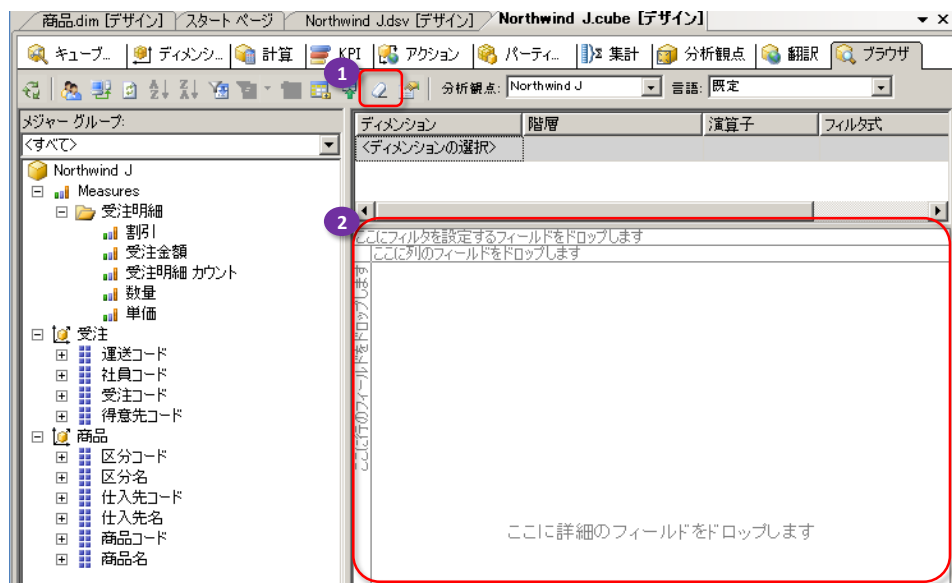 商品.dim [デザイン] スタート ページ Northwind J.dsv [デザイン] Northwind J.cube [デザイン]
キューブ... ディメンシ... 計算 KPI アクション パーティ... 集計 分析観点 翻訳 ブラウザ
1
分析観点: Northwind J 言語: 既定
メジャー グループ:
<すべて>
ディメンション 階層 演算子 フィルタ式
<ディメンションの選択>
Northwind J
Measures
受注明細
割引
受注金額
受注明細 カウント
数量
単価
受注
運送コード
社員コード
受注コード
得意先コード
商品
区分コード
区分名
仕入先コード
仕入先名
商品コード
商品名
2
ここにフィルタを設定するフィールドをドロップします
ここに列のフィールドをドロップします
ここに行のフィールドをドロップします
ここに詳細のフィールドをドロップします